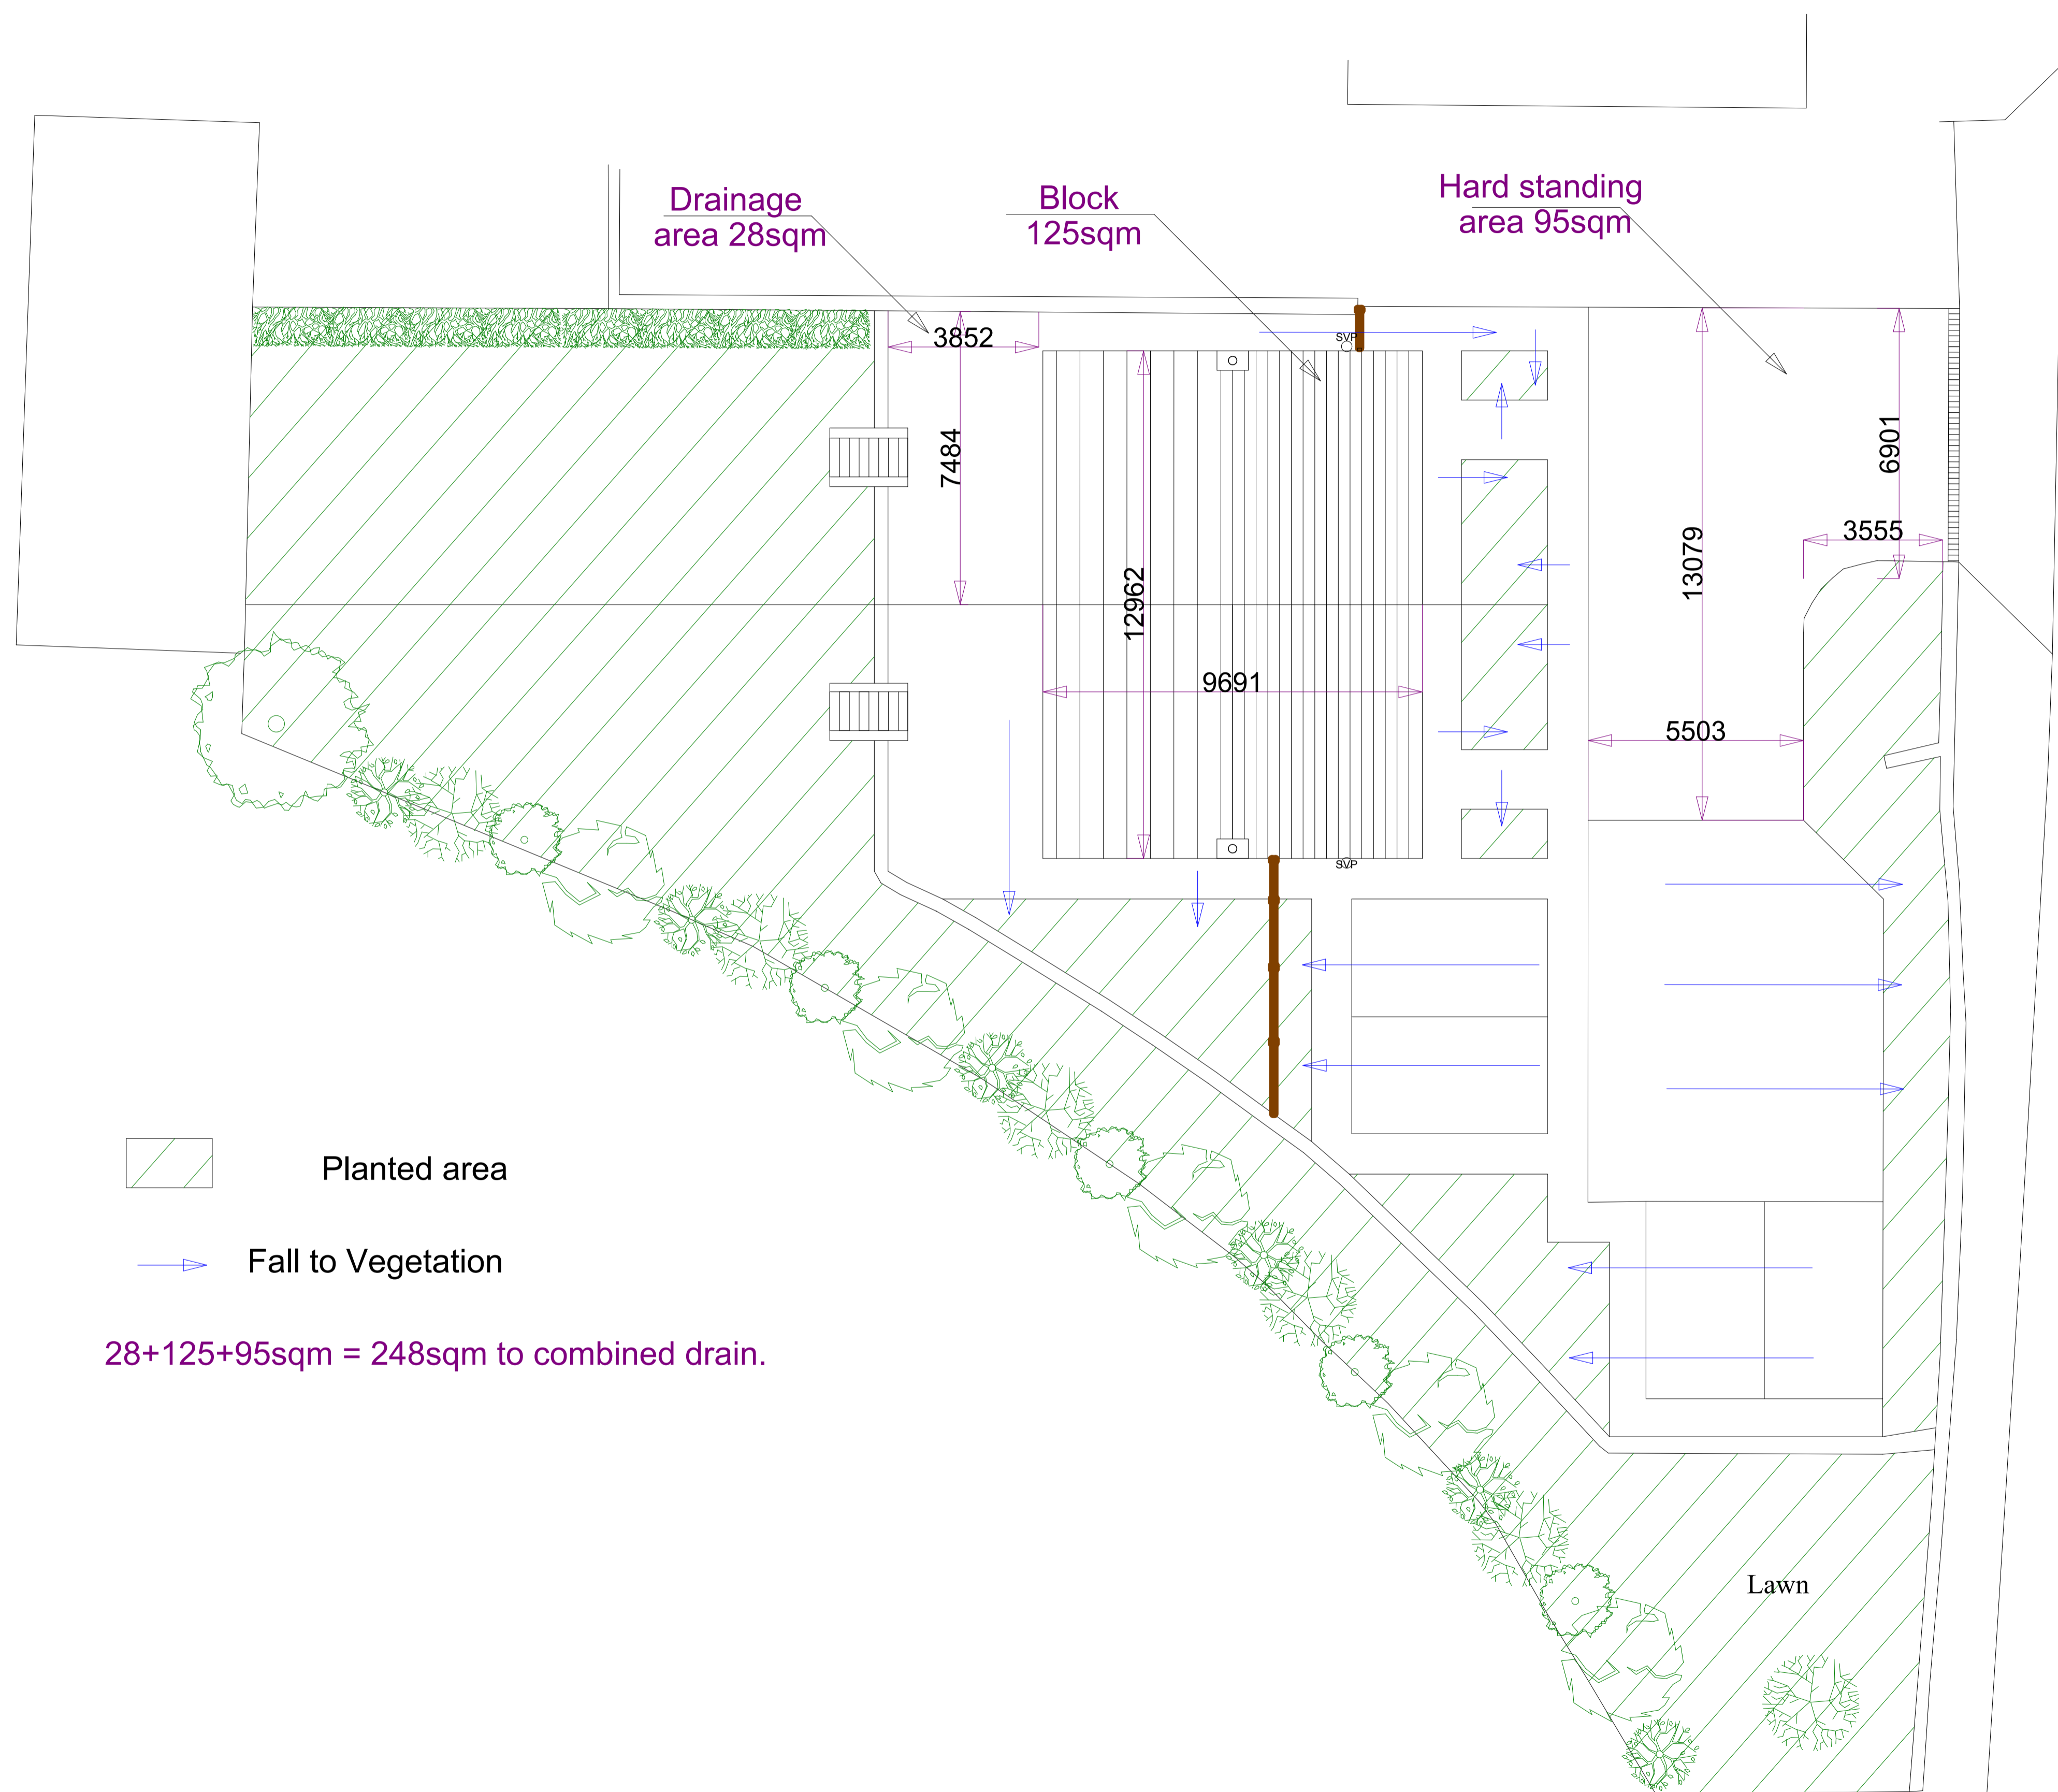 Drainage
area 28sqm
Block
125sqm
Hard standing
area 95sqm
3852
SVP
7484
6901
3555
13079
12962
9691
5503
SVP
Planted area
Fall to Vegetation
28+125+95sqm = 248sqm to combined drain.
Lawn